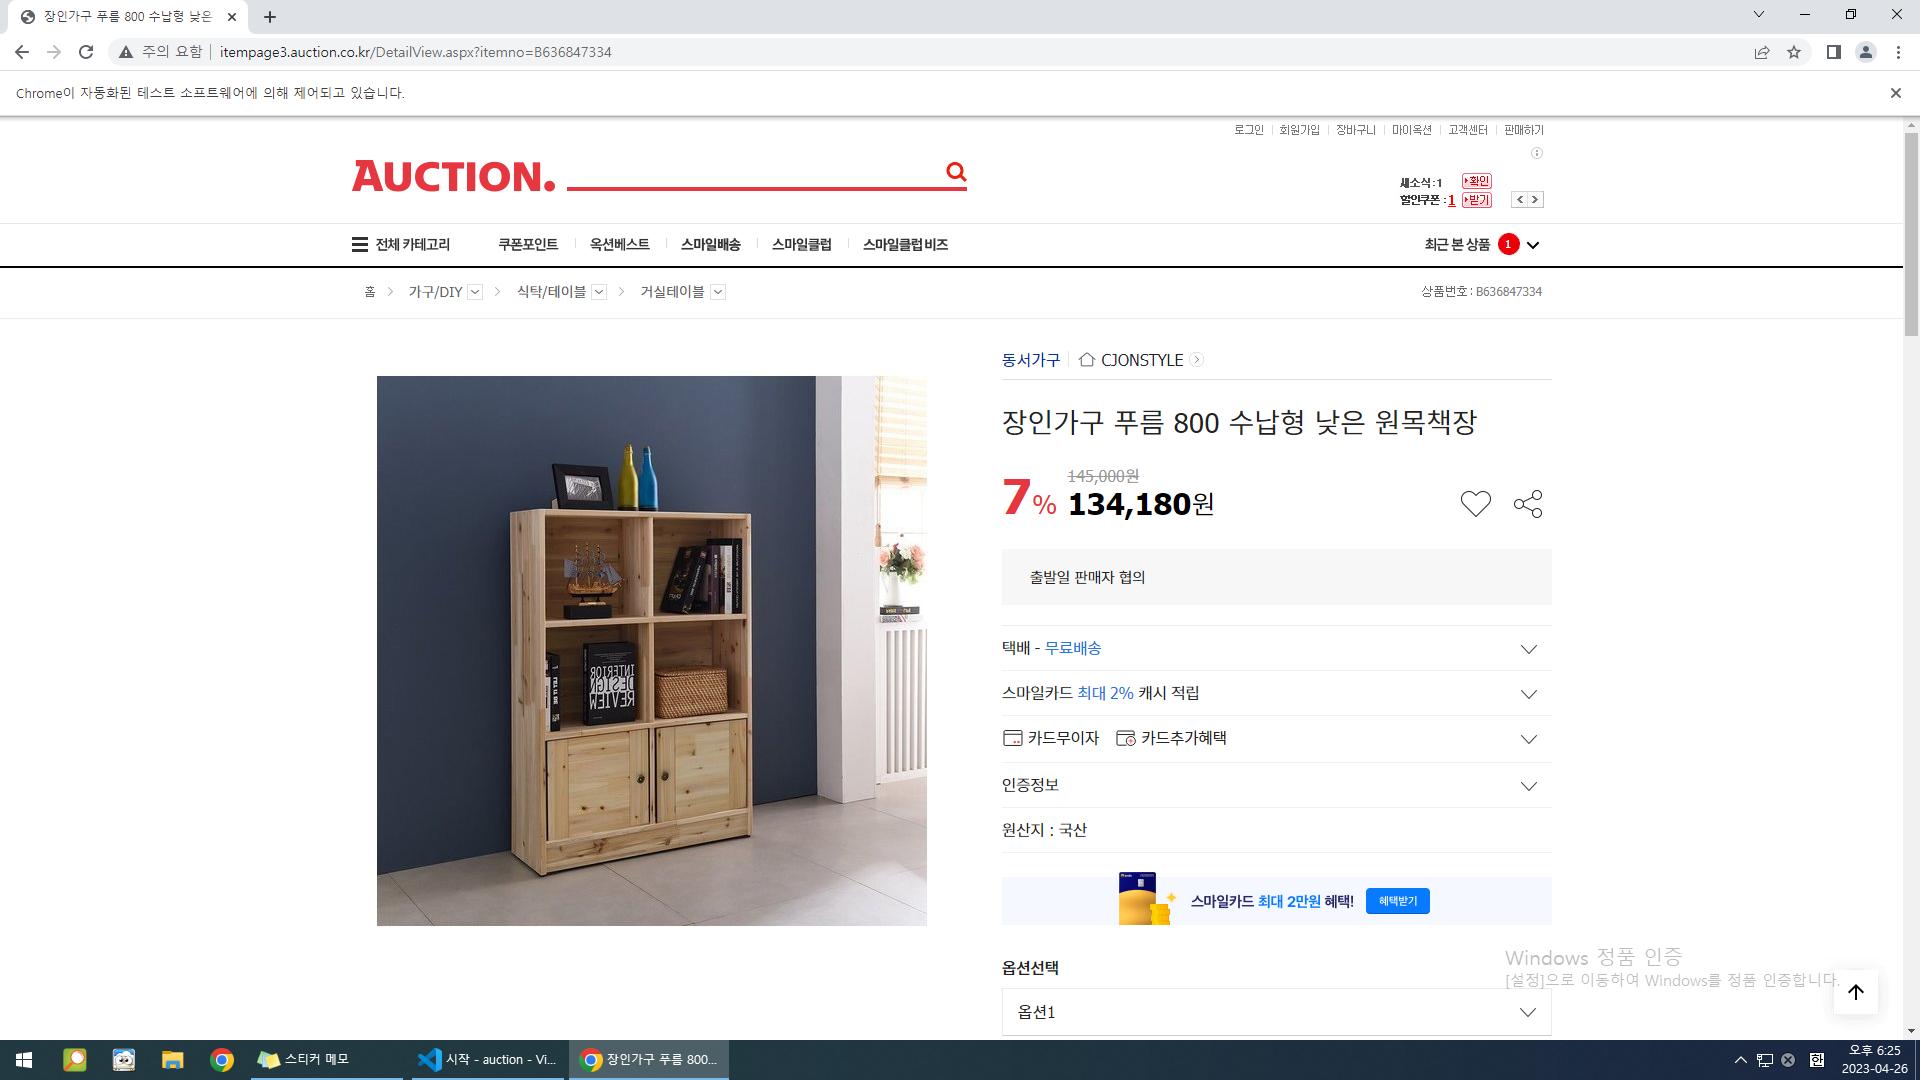 장인가구 푸름 800 수납형 낮은
주의 요함 | itempage3.auction.co.kr/DetailView.aspx?itemno=B636847334
Chrome이 자동화된 테스트 소프트웨어에 의해 제어되고 있습니다.
로그인 회원가입 장바구니 마이옥션 고객센터 판매하기
AUCTION.
새소식:1 확인
할인쿠폰:1 받기
전체 카테고리 쿠폰포인트 옥션베스트 스마일배송 스마일클럽 스마일클럽 비즈 최근 본 상품 1
홈 > 가구/DIY > 식탁/테이블 > 거실테이블 상품번호 : B636847334
동서가구 CJONSTYLE
장인가구 푸름 800 수납형 낮은 원목책장
145,000원
7% 134,180원
출발일 판매자 협의
택배 - 무료배송
스마일카드 최대 2% 캐시 적립
카드무이자 카드추가혜택
인증정보
원산지 : 국산
스마일카드 최대 2만원 혜택! 혜택받기
옵션선택
옵션1
INTERIOR
DESIGN
REVIEW
Windows 정품 인증
[설정]으로 이동하여 Windows를 정품 인증합니다.
스티커 메모 시작 - auction - Vi... 장인가구 푸름 800... 한 오후 6:25
2023-04-26